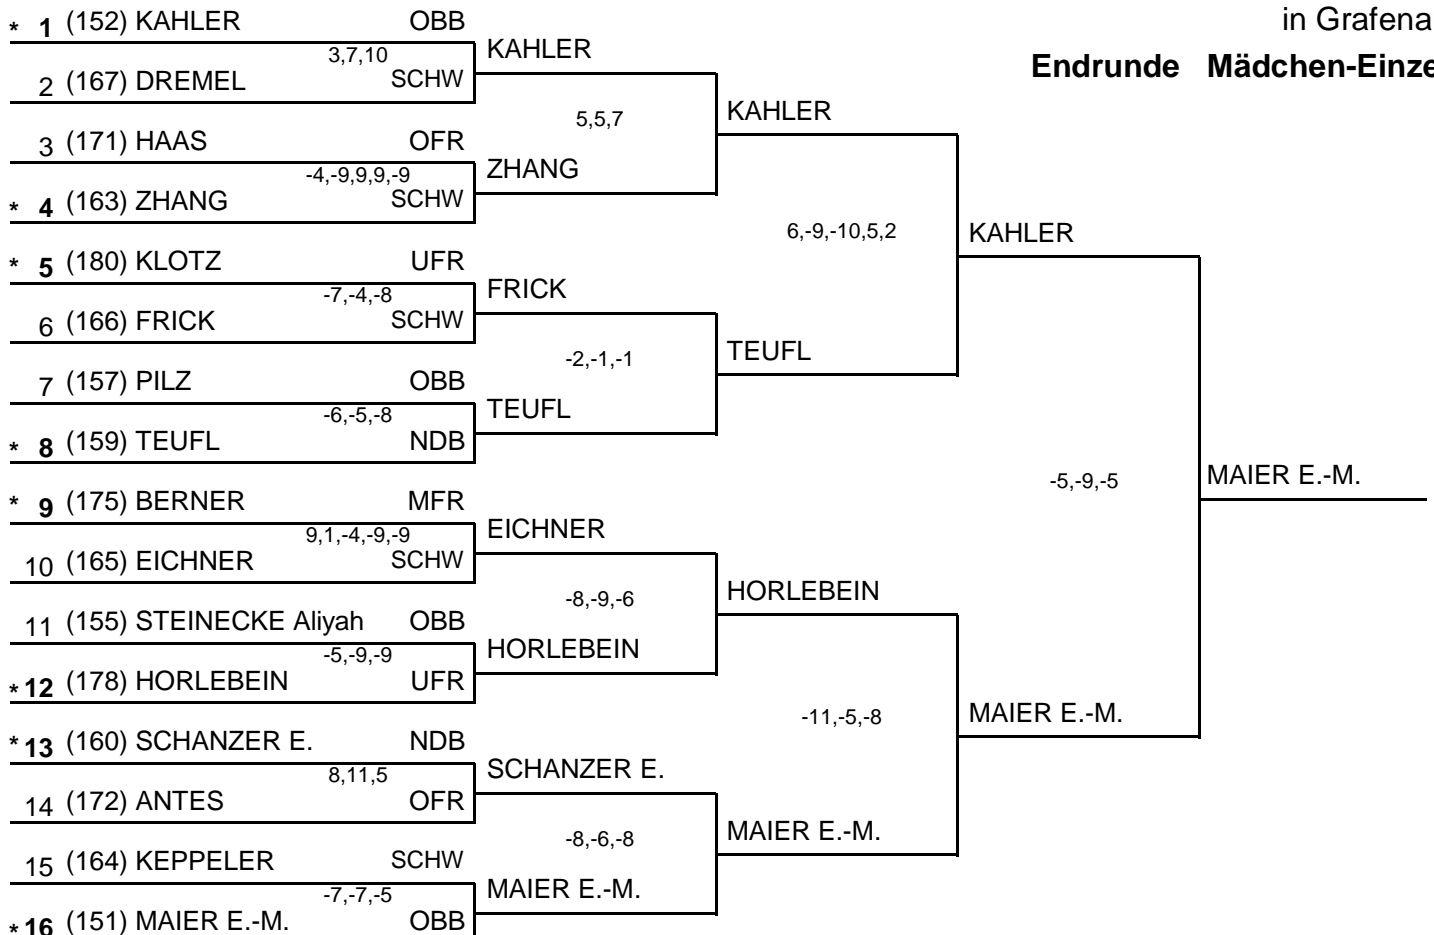 in Grafena
Endrunde Mädchen-Einze
* 1 (152) KAHLER OBB
3,7,10
KAHLER
2 (167) DREMEL SCHW
5,5,7
KAHLER
3 (171) HAAS OFR
-4,-9,9,9,-9
ZHANG
* 4 (163) ZHANG SCHW
6,-9,-10,5,2
KAHLER
* 5 (180) KLOTZ UFR
-7,-4,-8
FRICK
6 (166) FRICK SCHW
-2,-1,-1
TEUFL
7 (157) PILZ OBB
-6,-5,-8
TEUFL
* 8 (159) TEUFL NDB
-5,-9,-5
MAIER E.-M.
* 9 (175) BERNER MFR
9,1,-4,-9,-9
EICHNER
10 (165) EICHNER SCHW
-8,-9,-6
HORLEBEIN
11 (155) STEINECKE Aliyah OBB
-5,-9,-9
HORLEBEIN
* 12 (178) HORLEBEIN UFR
-11,-5,-8
MAIER E.-M.
* 13 (160) SCHANZER E. NDB
8,11,5
SCHANZER E.
14 (172) ANTES OFR
-8,-6,-8
MAIER E.-M.
15 (164) KEPPELER SCHW
-7,-7,-5
MAIER E.-M.
* 16 (151) MAIER E.-M. OBB